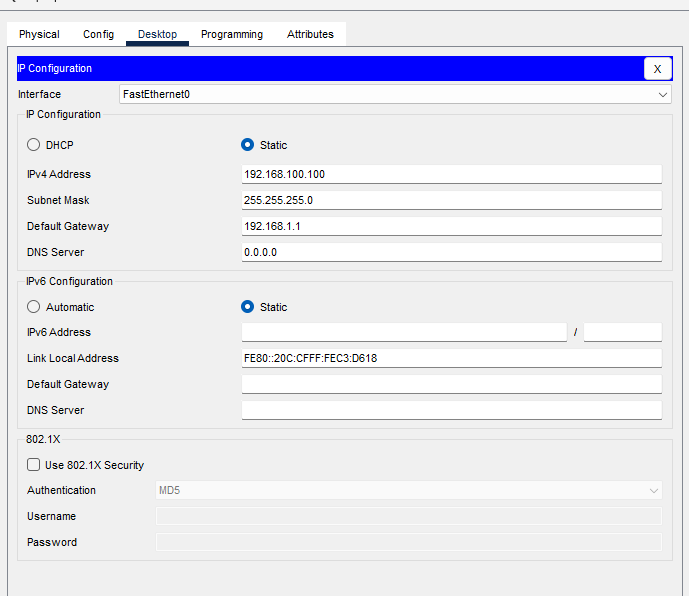 Physical Config Desktop Programming Attributes
IP Configuration X
Interface FastEthernet0
IP Configuration
DHCP Static
IPv4 Address 192.168.100.100
Subnet Mask 255.255.255.0
Default Gateway 192.168.1.1
DNS Server 0.0.0.0
IPv6 Configuration
Automatic Static
IPv6 Address /
Link Local Address FE80::20C:CFFF:FEC3:D618
Default Gateway
DNS Server
802.1X
Use 802.1X Security
Authentication MD5
Username
Password